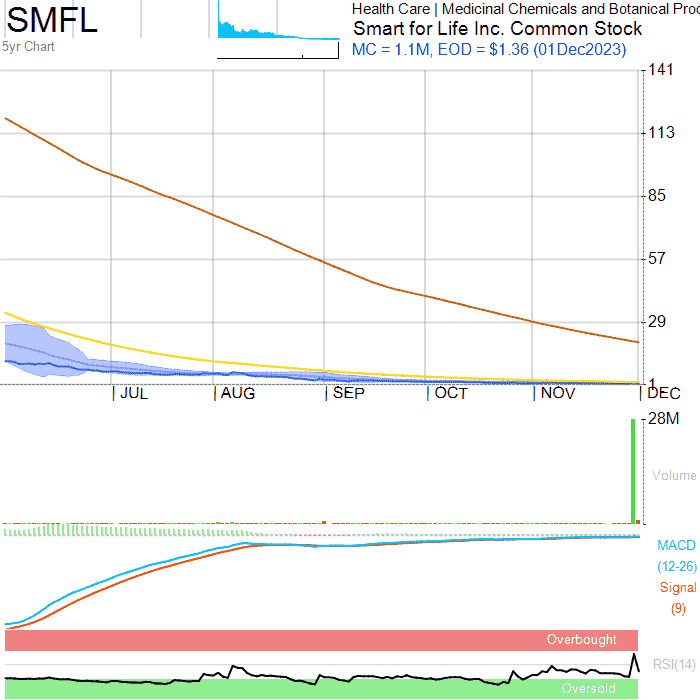 SMFL
5yr Chart
Health Care | Medicinal Chemicals and Botanical Proc
Smart for Life Inc. Common Stock
MC = 1.1M, EOD = $1.36 (01Dec2023)
141
113
85
57
29
1
JUL
AUG
SEP
OCT
NOV
DEC
28M
Volume
MACD
(12-26)
Signal
(9)
Overbought
RSI(14)
Oversold